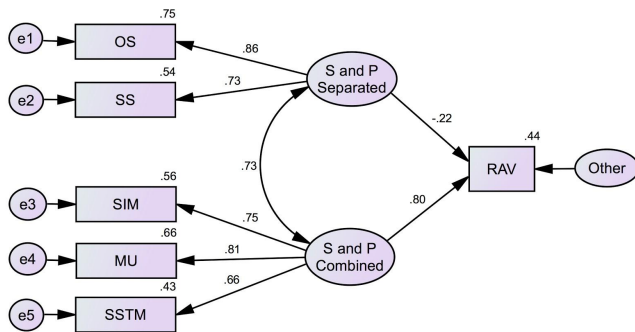 .75
e1
OS
.86
.54
S and P
Separated
e2
SS
.73
-.22
.44
.73
RAV
Other
.56
e3
SIM
.75
.80
.66
e4
MU
.81
S and P
Combined
.43
.66
e5
SSTM